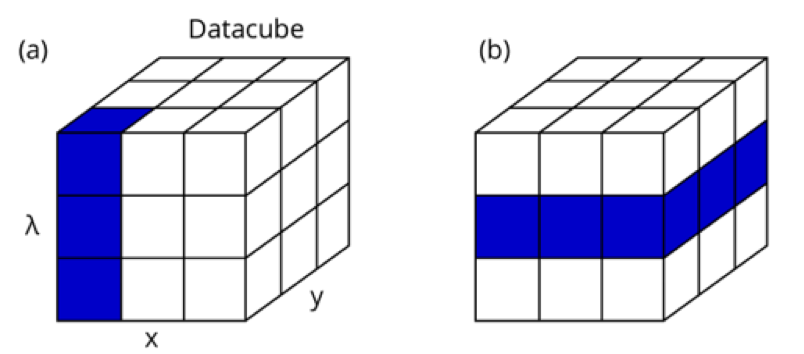 Datacube
(a)
(b)
λ
y
x